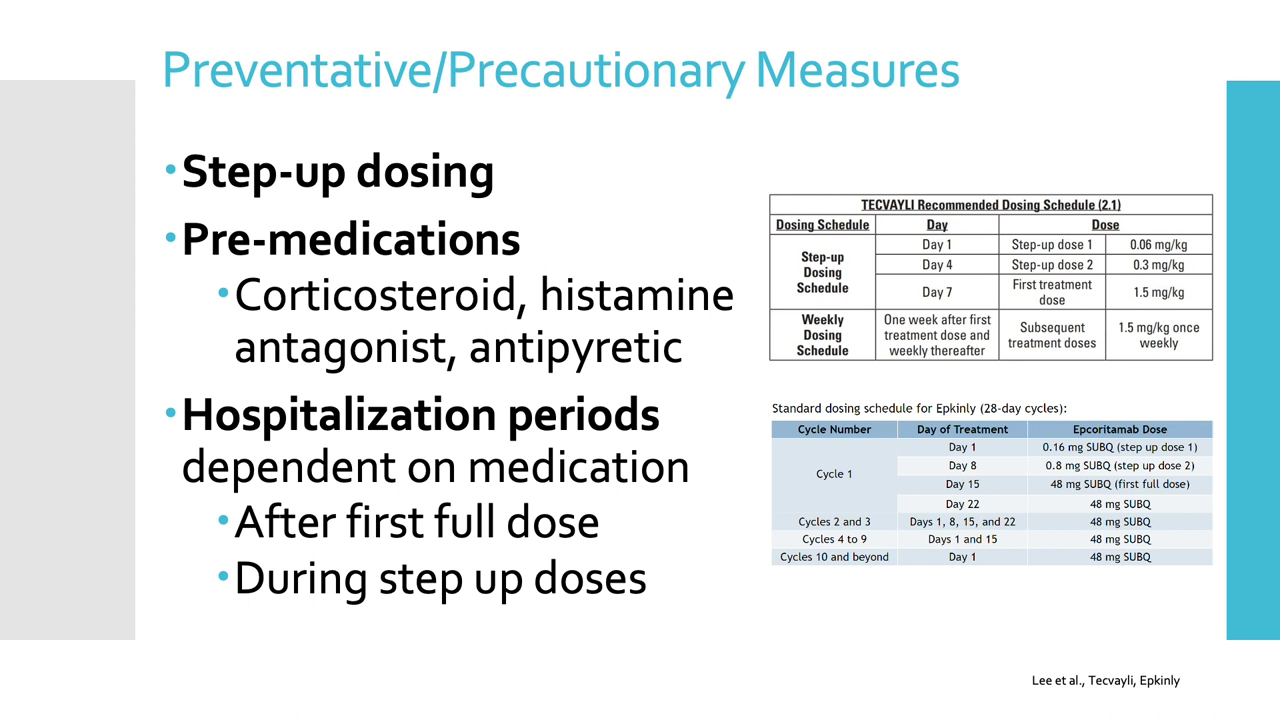 Preventative/Precautionary Measures
•Step-up dosing
•Pre-medications
•Corticosteroid, histamine
antagonist, antipyretic
•Hospitalization periods
dependent on medication
•After first full dose
•During step up doses
TECVAYLI Recommended Dosing Schedule (2.1)
Dosing Schedule Day Dose
Step-up Dosing Schedule Day 1 Step-up dose 1 0.06 mg/kg
Day 4 Step-up dose 2 0.3 mg/kg
Day 7 First treatment dose 1.5 mg/kg
Weekly Dosing Schedule One week after first treatment dose and weekly thereafter Subsequent treatment doses 1.5 mg/kg once weekly
Standard dosing schedule for Epkinly (28-day cycles):
Cycle Number Day of Treatment Epcoritamab Dose
Cycle 1 Day 1 0.16 mg SUBQ (step up dose 1)
Day 8 0.8 mg SUBQ (step up dose 2)
Day 15 48 mg SUBQ (first full dose)
Day 22 48 mg SUBQ
Cycles 2 and 3 Days 1, 8, 15, and 22 48 mg SUBQ
Cycles 4 to 9 Days 1 and 15 48 mg SUBQ
Cycles 10 and beyond Day 1 48 mg SUBQ
Lee et al., Tecvayli, Epkinly